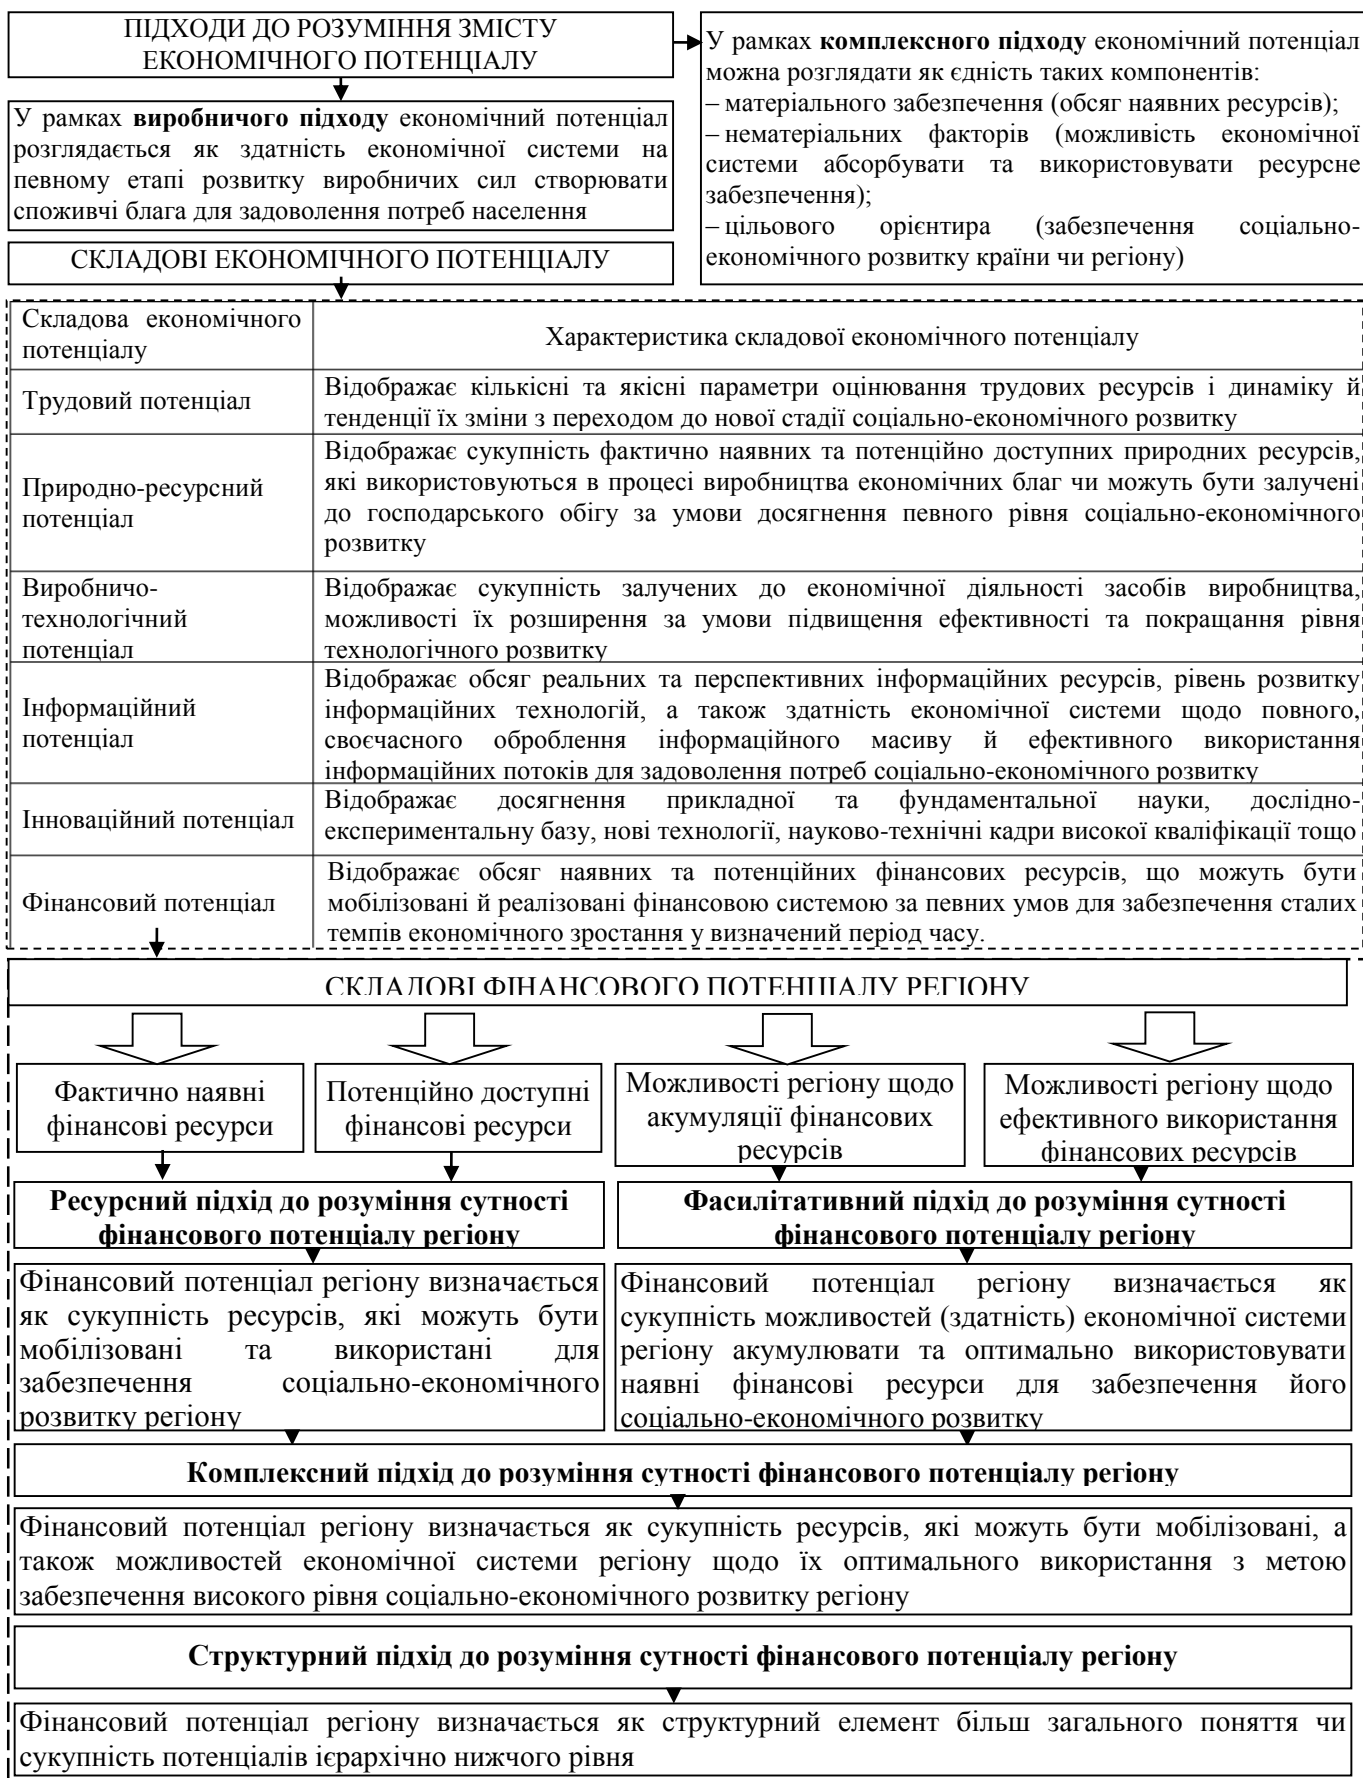 ПІДХОДИ ДО РОЗУМІННЯ ЗМІСТУ
ЕКОНОМІЧНОГО ПОТЕНЦІАЛУ
У рамках виробничого підходу економічний потенціал
розглядається як здатність економічної системи на
певному етапі розвитку виробничих сил створювати
споживчі блага для задоволення потреб населення
У рамках комплексного підходу економічний потенціал
можна розглядати як єдність таких компонентів:
– матеріального забезпечення (обсяг наявних ресурсів);
– нематеріальних факторів (можливість економічної
системи абсорбувати та використовувати ресурсне
забезпечення);
– цільового орієнтира (забезпечення соціально-
економічного розвитку країни чи регіону)
СКЛАДОВІ ЕКОНОМІЧНОГО ПОТЕНЦІАЛУ
Складова економічного
потенціалу
Характеристика складової економічного потенціалу
Трудовий потенціал
Відображає кількісні та якісні параметри оцінювання трудових ресурсів і динаміку й
тенденції їх зміни з переходом до нової стадії соціально-економічного розвитку
Природно-ресурсний
потенціал
Відображає сукупність фактично наявних та потенційно доступних природних ресурсів,
які використовуються в процесі виробництва економічних благ чи можуть бути залучені
до господарського обігу за умови досягнення певного рівня соціально-економічного
розвитку
Виробничо-
технологічний
потенціал
Відображає сукупність залучених до економічної діяльності засобів виробництва,
можливості їх розширення за умови підвищення ефективності та покращання рівня
технологічного розвитку
Інформаційний
потенціал
Відображає обсяг реальних та перспективних інформаційних ресурсів, рівень розвитку
інформаційних технологій, а також здатність економічної системи щодо повного,
своєчасного оброблення інформаційного масиву й ефективного використання
інформаційних потоків для задоволення потреб соціально-економічного розвитку
Інноваційний потенціал
Відображає досягнення прикладної та фундаментальної науки, дослідно-
експериментальну базу, нові технології, науково-технічні кадри високої кваліфікації тощо
Фінансовий потенціал
Відображає обсяг наявних та потенційних фінансових ресурсів, що можуть бути
мобілізовані й реалізовані фінансовою системою за певних умов для забезпечення сталих
темпів економічного зростання у визначений період часу.
СКЛАДОВІ ФІНАНСОВОГО ПОТЕНЦІАЛУ РЕГІОНУ
Фактично наявні
фінансові ресурси
Потенційно доступні
фінансові ресурси
Можливості регіону щодо
акумуляції фінансових
ресурсів
Можливості регіону щодо
ефективного використання
фінансових ресурсів
Ресурсний підхід до розуміння сутності
фінансового потенціалу регіону
Фасилітативний підхід до розуміння сутності
фінансового потенціалу регіону
Фінансовий потенціал регіону визначається
як сукупність ресурсів, які можуть бути
мобілізовані та використані для
забезпечення соціально-економічного
розвитку регіону
Фінансовий потенціал регіону визначається як
сукупність можливостей (здатність) економічної системи
регіону акумулювати та оптимально використовувати
наявні фінансові ресурси для забезпечення його
соціально-економічного розвитку
Комплексний підхід до розуміння сутності фінансового потенціалу регіону
Фінансовий потенціал регіону визначається як сукупність ресурсів, які можуть бути мобілізовані, а
також можливостей економічної системи регіону щодо їх оптимального використання з метою
забезпечення високого рівня соціально-економічного розвитку регіону
Структурний підхід до розуміння сутності фінансового потенціалу регіону
Фінансовий потенціал регіону визначається як структурний елемент більш загального поняття чи
сукупність потенціалів ієрархічно нижчого рівня